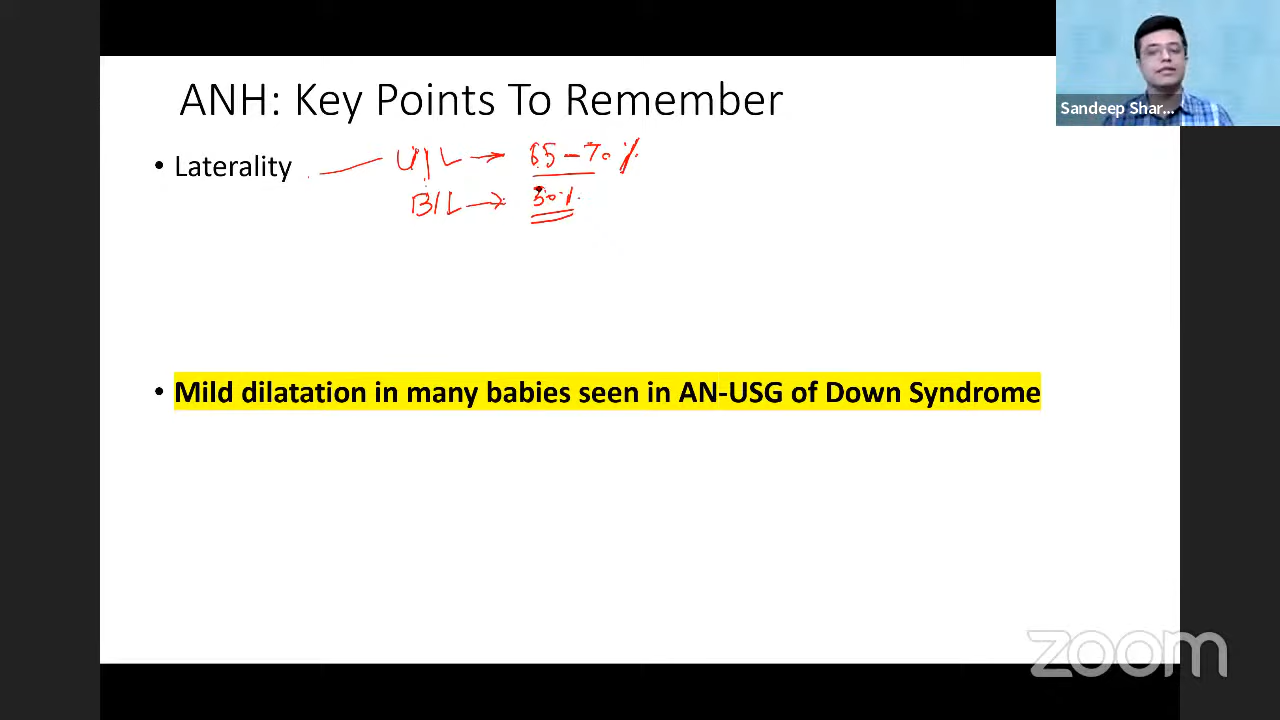 ANH: Key Points To Remember
Sandeep Shar...
• Laterality U/L → 65-70%
B/L → 30%
• Mild dilatation in many babies seen in AN-USG of Down Syndrome
zoom